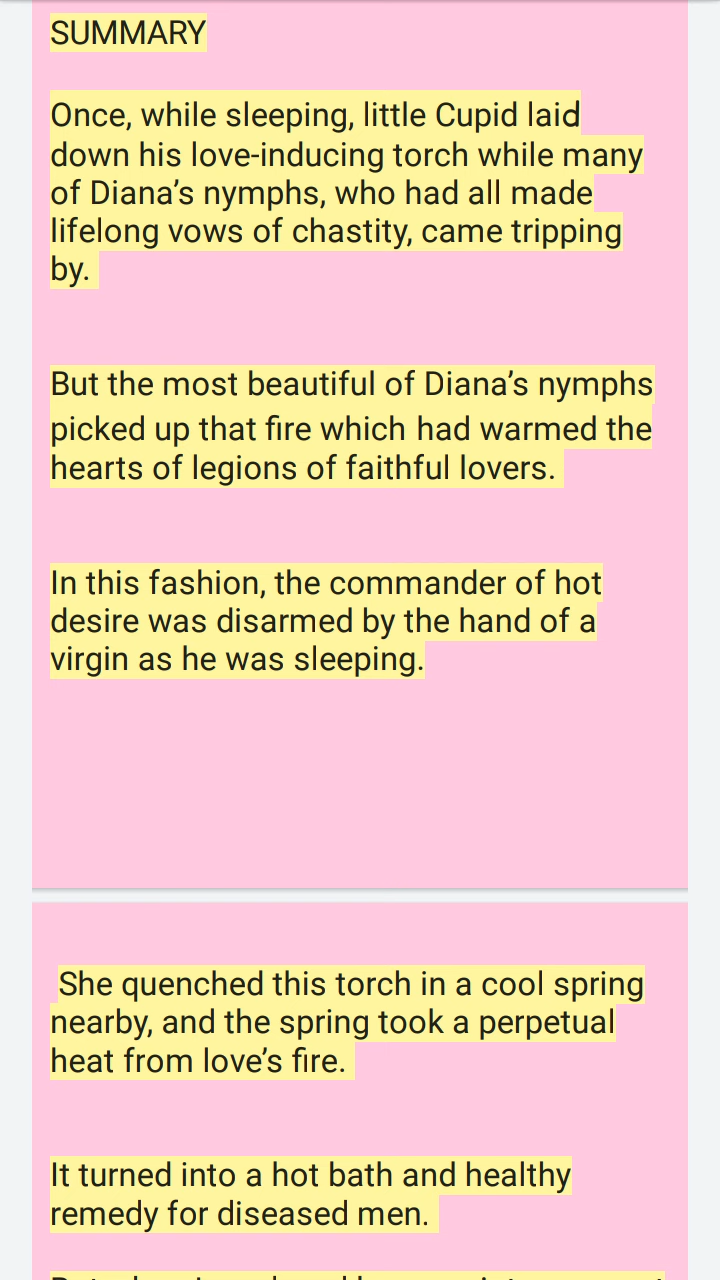 SUMMARY
Once, while sleeping, little Cupid laid
down his love-inducing torch while many
of Diana’s nymphs, who had all made
lifelong vows of chastity, came tripping
by.
But the most beautiful of Diana’s nymphs
picked up that fire which had warmed the
hearts of legions of faithful lovers.
In this fashion, the commander of hot
desire was disarmed by the hand of a
virgin as he was sleeping.
She quenched this torch in a cool spring
nearby, and the spring took a perpetual
heat from love’s fire.
It turned into a hot bath and healthy
remedy for diseased men.